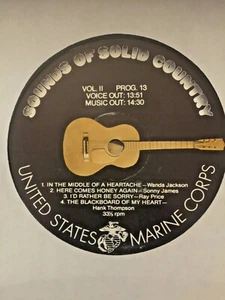 SOUNDS OF SOLID COUNTRY
VOL. II PROG. 13
VOICE OUT: 13:51
MUSIC OUT: 14:30
1. IN THE MIDDLE OF A HEARTACHE—Wanda Jackson
2. HERE COMES HONEY AGAIN—Sonny James
3. I'D RATHER BE SORRY—Ray Price
4. THE BLACKBOARD OF MY HEART—
Hank Thompson
33⅓ rpm
UNITED STATES MARINE CORPS